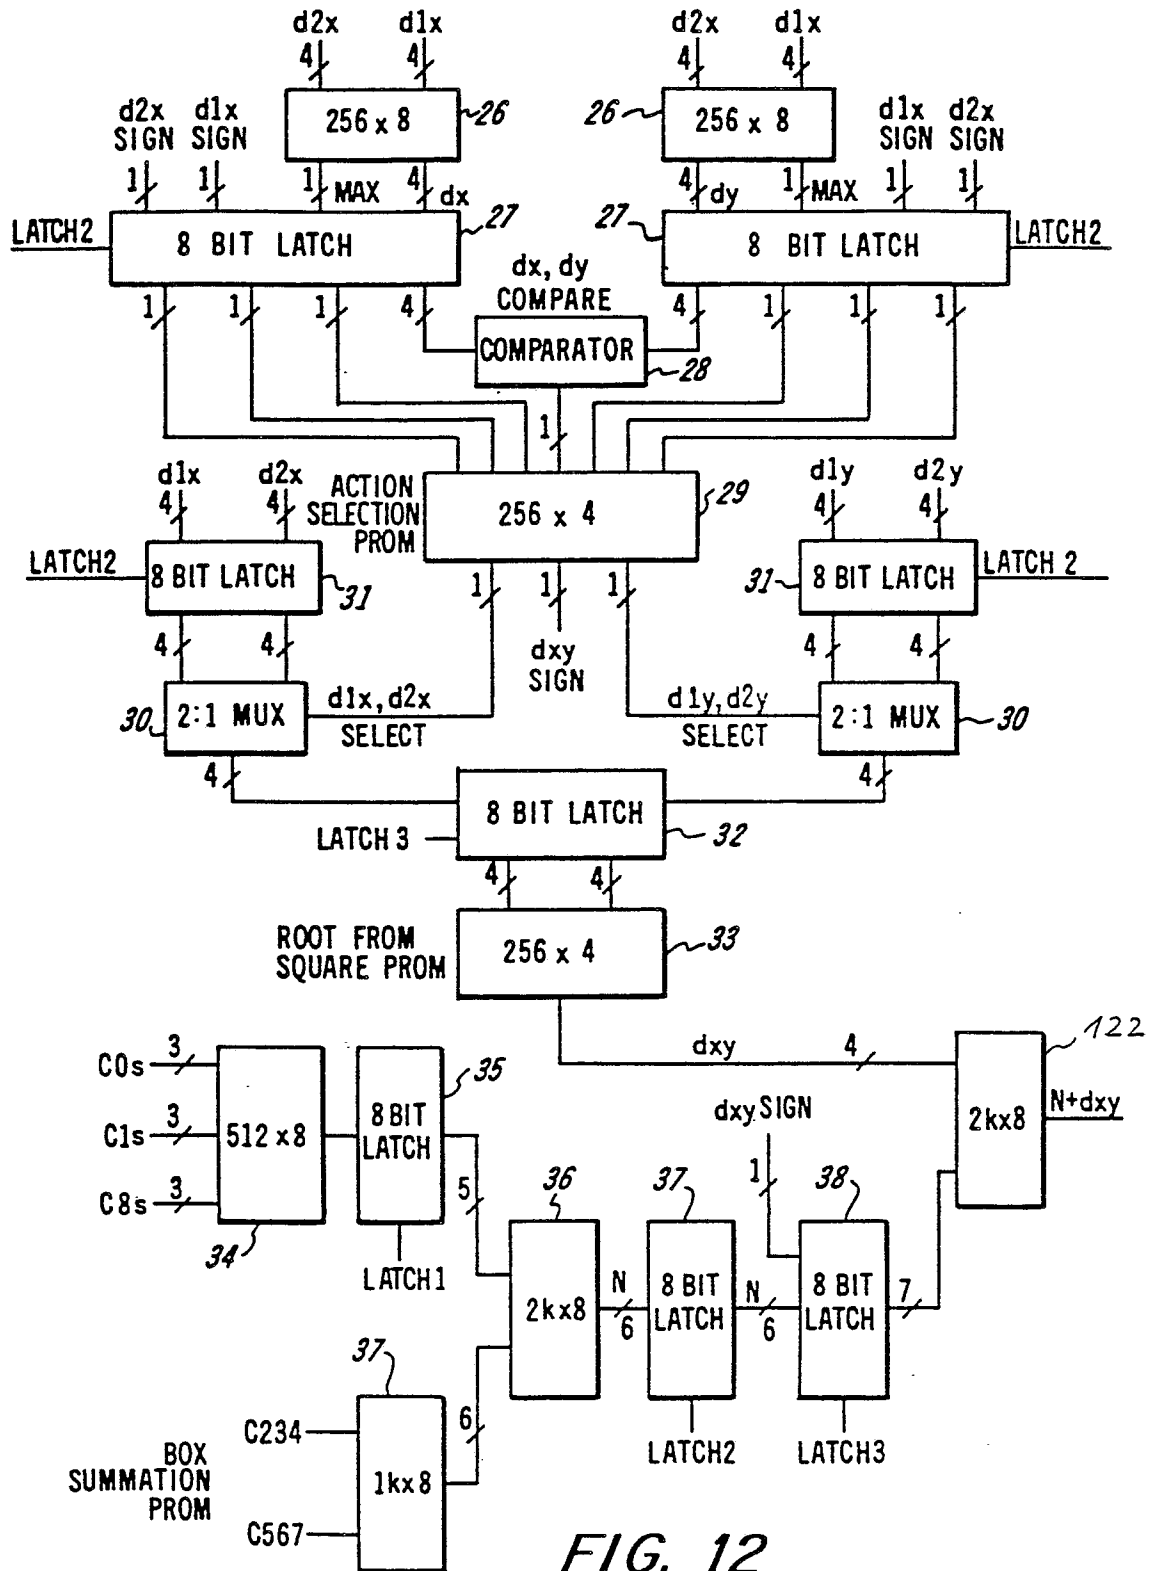 d2x d1x d2x d1x
4 4 4 4
256 x 8 26 26 256 x 8
d2x SIGN d1x SIGN d1x SIGN d2x SIGN
1 1 1 MAX 4 dx 4 dy 1 MAX 1 1
LATCH2 8 BIT LATCH 27 27 8 BIT LATCH LATCH2
1 1 1 4 4 1 1 1
dx, dy
COMPARE
COMPARATOR 28
1
ACTION
SELECTION
PROM
256 x 4 29
d1x d2x d1y d2y
4 4 4 4
LATCH2 8 BIT LATCH 31 31 8 BIT LATCH LATCH 2
1 1 1
4 4 4 4
dxy
SIGN
30 2:1 MUX d1x, d2x
SELECT
d1y, d2y
SELECT
2:1 MUX 30
4 4
8 BIT LATCH 32
LATCH 3
4 4
ROOT FROM
SQUARE PROM
256 x 4 33
dxy 4
122
2kx8 N+dxy
C0s 3
C1s 3
C8s 3
512 x 8
34
35
8 BIT
LATCH
LATCH1
5
36
2kx8
N
6
37
8 BIT
LATCH
LATCH2
N
6
dxy SIGN
1
38
8 BIT
LATCH
LATCH3
7
37
C234
BOX
SUMMATION
PROM
1kx8
C567
6
FIG. 12